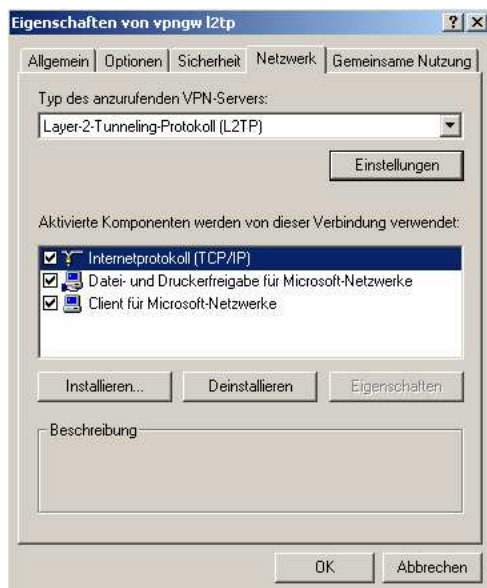 Eigenschaften von vpngw l2tp
Allgemein
Optionen
Sicherheit
Netzwerk
Gemeinsame Nutzung
Typ des anzurufenden VPN-Servers:
Layer-2-Tunneling-Protokoll (L2TP)
Einstellungen
Aktivierte Komponenten werden von dieser Verbindung verwendet:
Internetprotokoll (TCP/IP)
Datei- und Druckerfreigabe für Microsoft-Netzwerke
Client für Microsoft-Netzwerke
Installieren...
Deinstallieren
Eigenschaften
Beschreibung
OK
Abbrechen